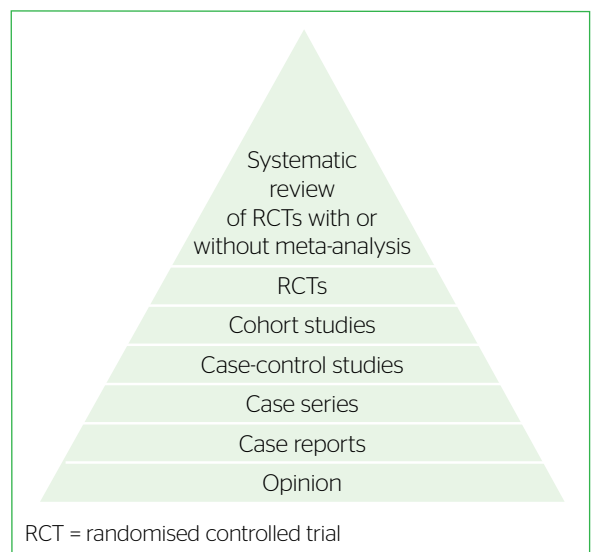 Systematic
review
of RCTs with or
without meta-analysis
RCTs
Cohort studies
Case-control studies
Case series
Case reports
Opinion
RCT = randomised controlled trial